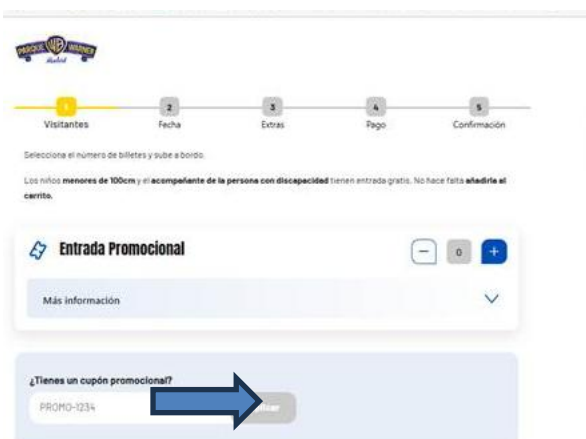 PARQUE WB WARNER
Madrid
1 2 3 4 5
Visitantes Fecha Extras Pago Confirmación
Selecciona el número de billetes y sube a bordo.
Los niños menores de 100cm y el acompañante de la persona con discapacidad tienen entrada gratis. No hace falta añadirla al
carrito.
Entrada Promocional − 0 +
Más información
¿Tienes un cupón promocional?
PROMO-1234